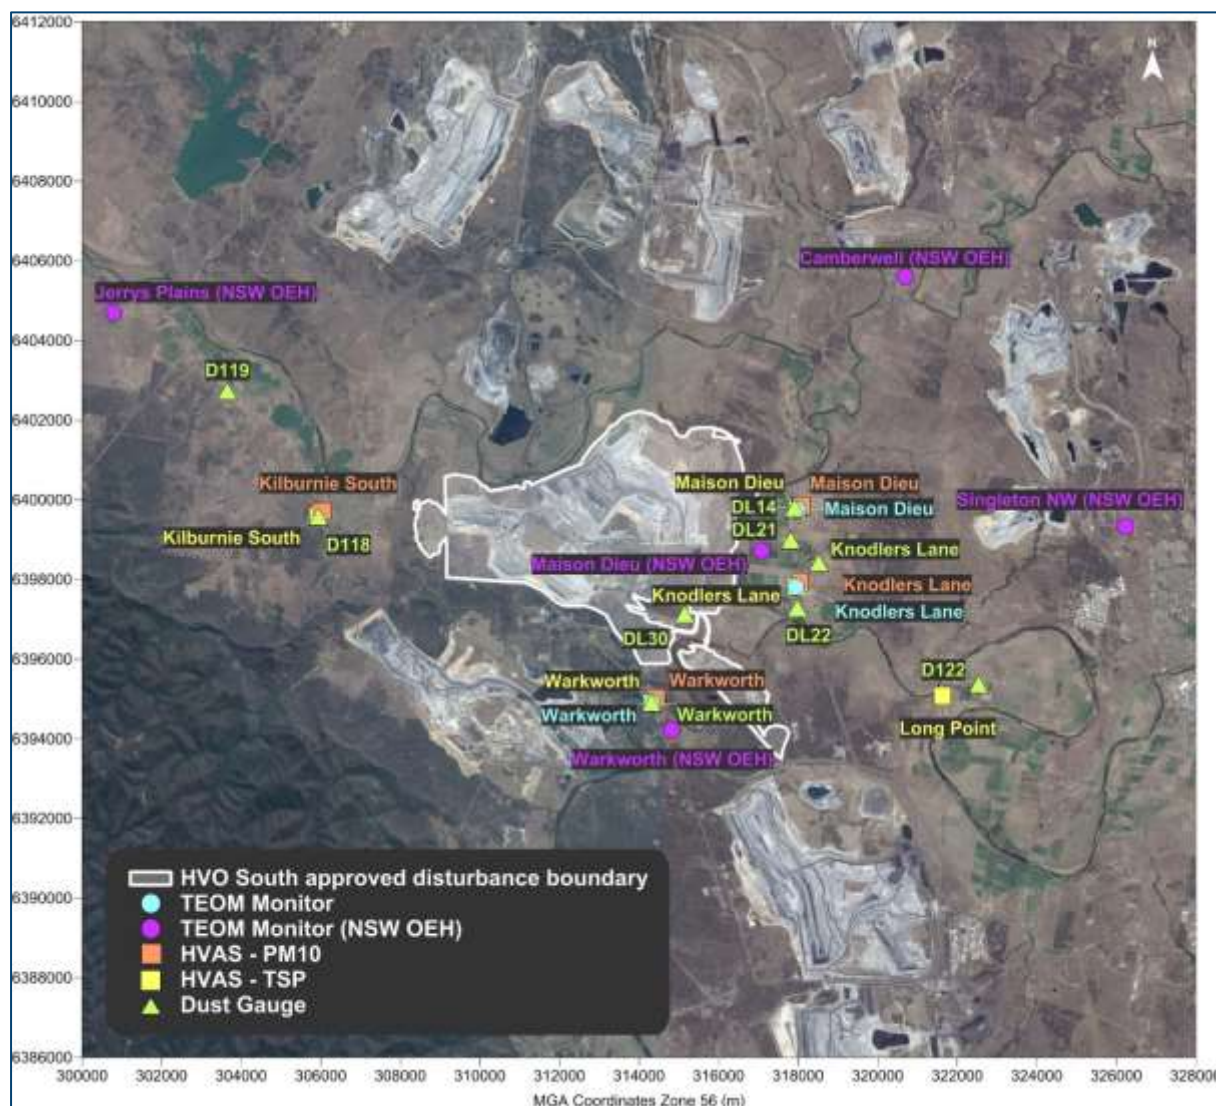 6412000
N
6410000
6408000
6406000
Camberwell (NSW OEH)
Jerrys Plains (NSW OEH)
6404000
D119
6402000
Kilburnie South
Maison Dieu
Maison Dieu
6400000
DL14
Maison Dieu
Singleton NW (NSW OEH)
Kilburnie South
D118
DL21
Knodlers Lane
Maison Dieu (NSW OEH)
6398000
Knodlers Lane
Knodlers Lane
Knodlers Lane
DL30
DL22
6396000
D122
Warkworth
Warkworth
Warkworth
Warkworth
Long Point
6394000
Warkworth (NSW OEH)
6392000
HVO South approved disturbance boundary
TEOM Monitor
6390000
TEOM Monitor (NSW OEH)
HVAS - PM10
HVAS - TSP
6388000
Dust Gauge
6386000
300000 302000 304000 306000 308000 310000 312000 314000 316000 318000 320000 322000 324000 326000 328000
MGA Coordinates Zone 56 (m)